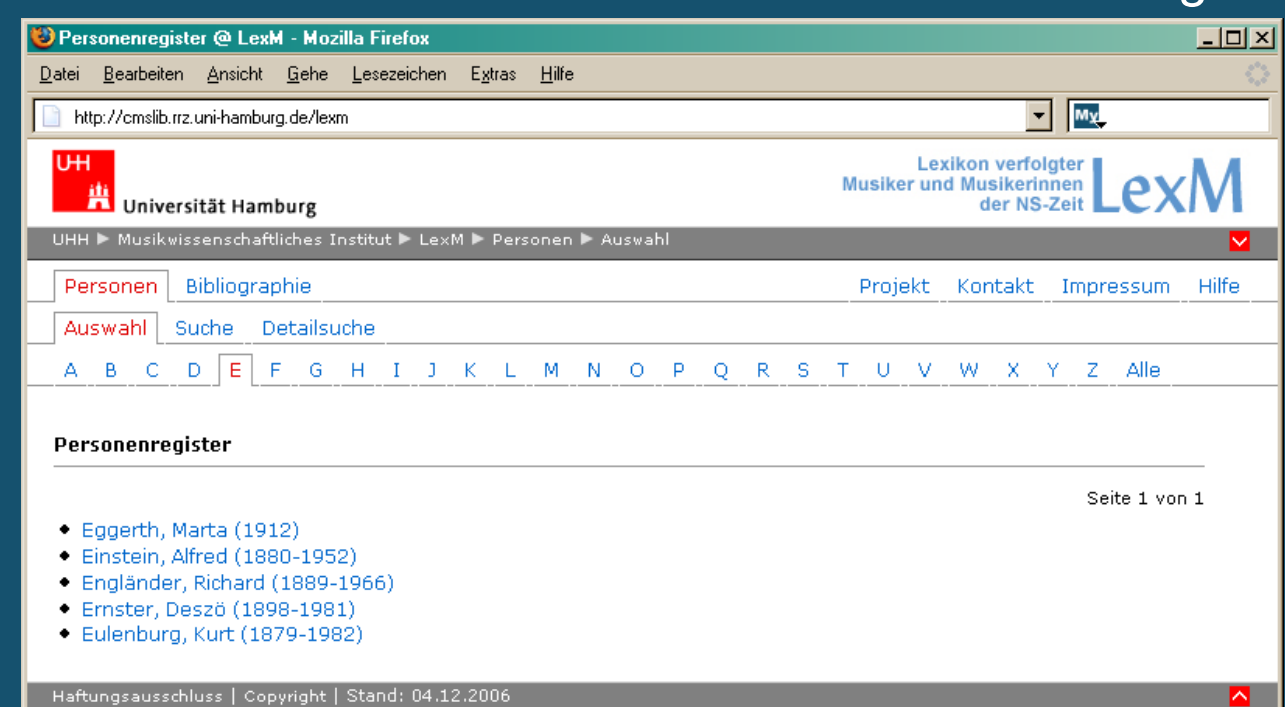 Personenregister @ LexM - Mozilla Firefox
Datei Bearbeiten Ansicht Gehe Lesezeichen Extras Hilfe
http://cmslib.rrz.uni-hamburg.de/lexm My
UHH
Universität Hamburg
Lexikon verfolgter
Musiker und Musikerinnen
der NS-Zeit
LexM
UHH ▶ Musikwissenschaftliches Institut ▶ LexM ▶ Personen ▶ Auswahl
Personen Bibliographie Projekt Kontakt Impressum Hilfe
Auswahl Suche Detailsuche
A B C D E F G H I J K L M N O P Q R S T U V W X Y Z Alle
Personenregister
Seite 1 von 1
Eggerth, Marta (1912)
Einstein, Alfred (1880-1952)
Engländer, Richard (1889-1966)
Ernster, Deszö (1898-1981)
Eulenburg, Kurt (1879-1982)
Haftungsausschluss | Copyright | Stand: 04.12.2006